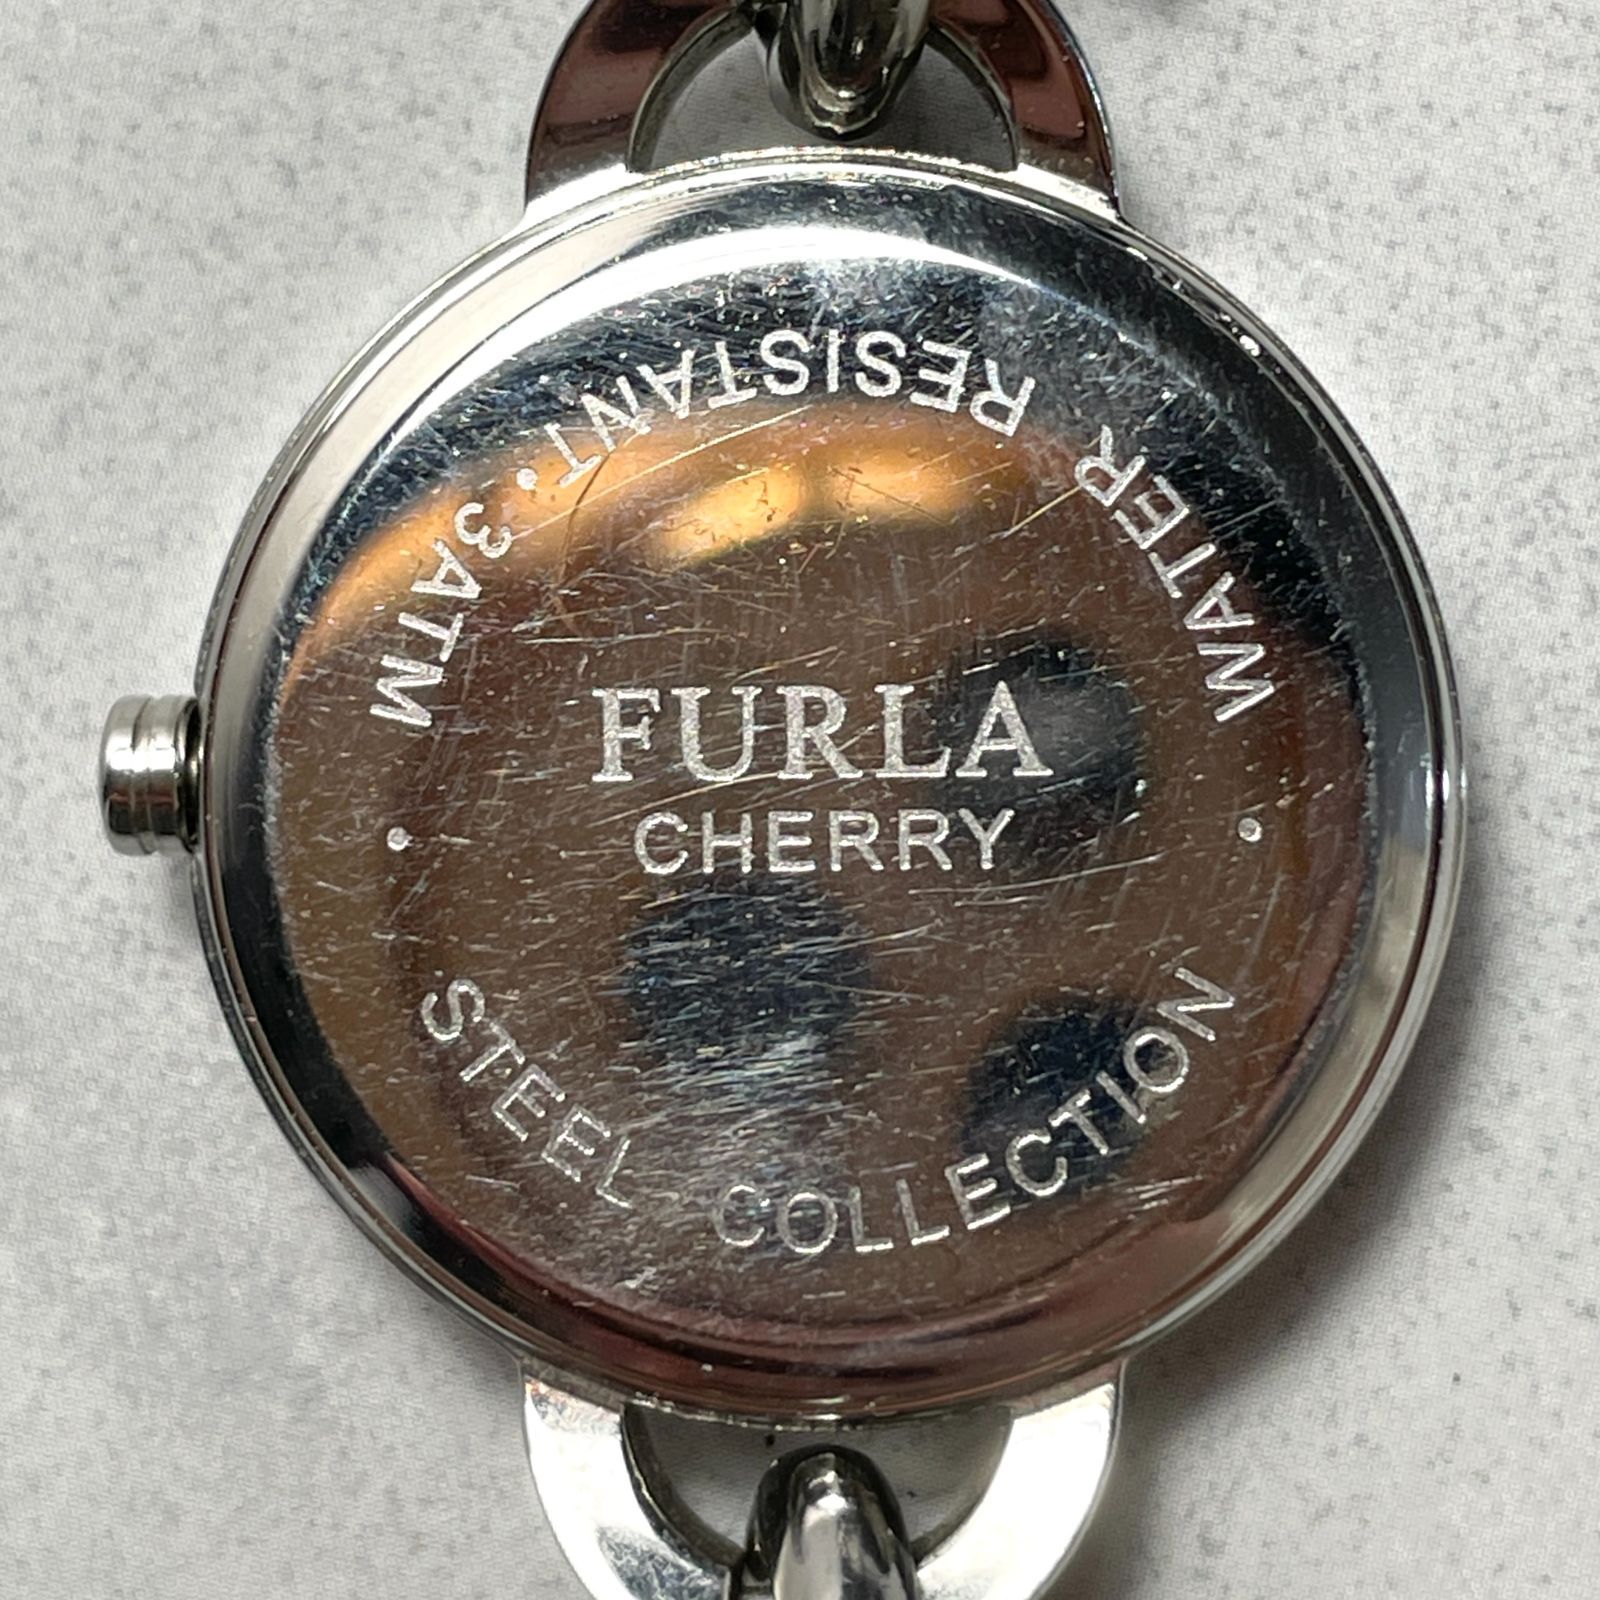 WATER RESISTANT. 3ATM
FURLA
CHERRY
STEEL COLLECTION